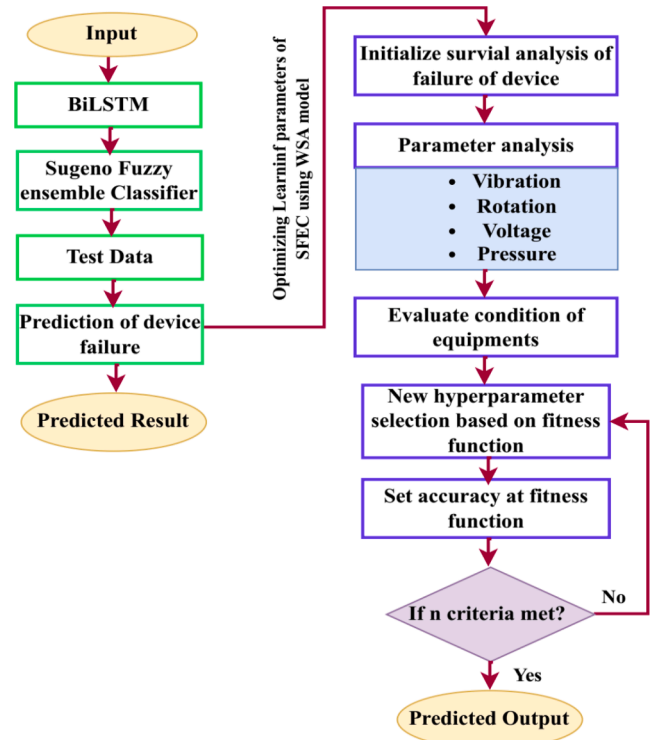 Input
BiLSTM
Sugeno Fuzzy
ensemble Classifier
Test Data
Prediction of device
failure
Predicted Result
Optimizing Learninf parameters of
SFEC using WSA model
Initialize survial analysis of
failure of device
Parameter analysis
• Vibration
• Rotation
• Voltage
• Pressure
Evaluate condition of
equipments
New hyperparameter
selection based on fitness
function
Set accuracy at fitness
function
If n criteria met?
No
Yes
Predicted Output